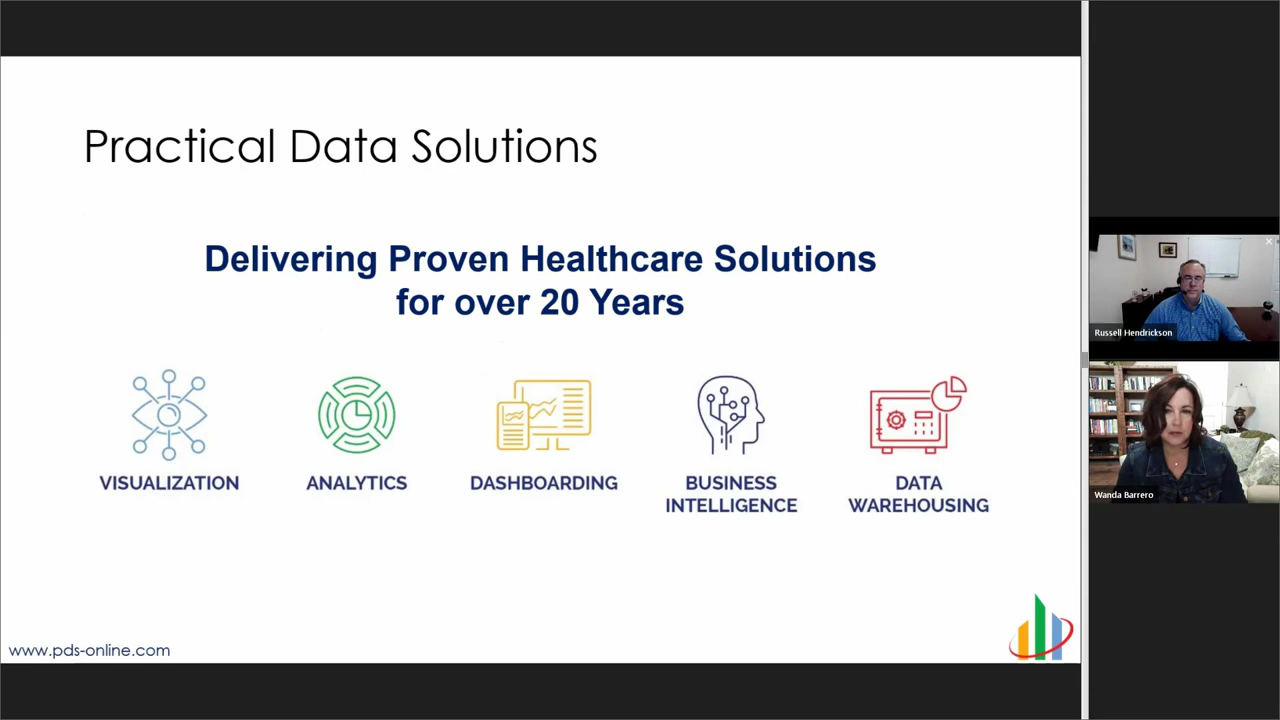 Practical Data Solutions
Delivering Proven Healthcare Solutions
for over 20 Years
VISUALIZATION
ANALYTICS
DASHBOARDING
BUSINESS
INTELLIGENCE
DATA
WAREHOUSING
www.pds-online.com
Russell Hendrickson
Wanda Barrero